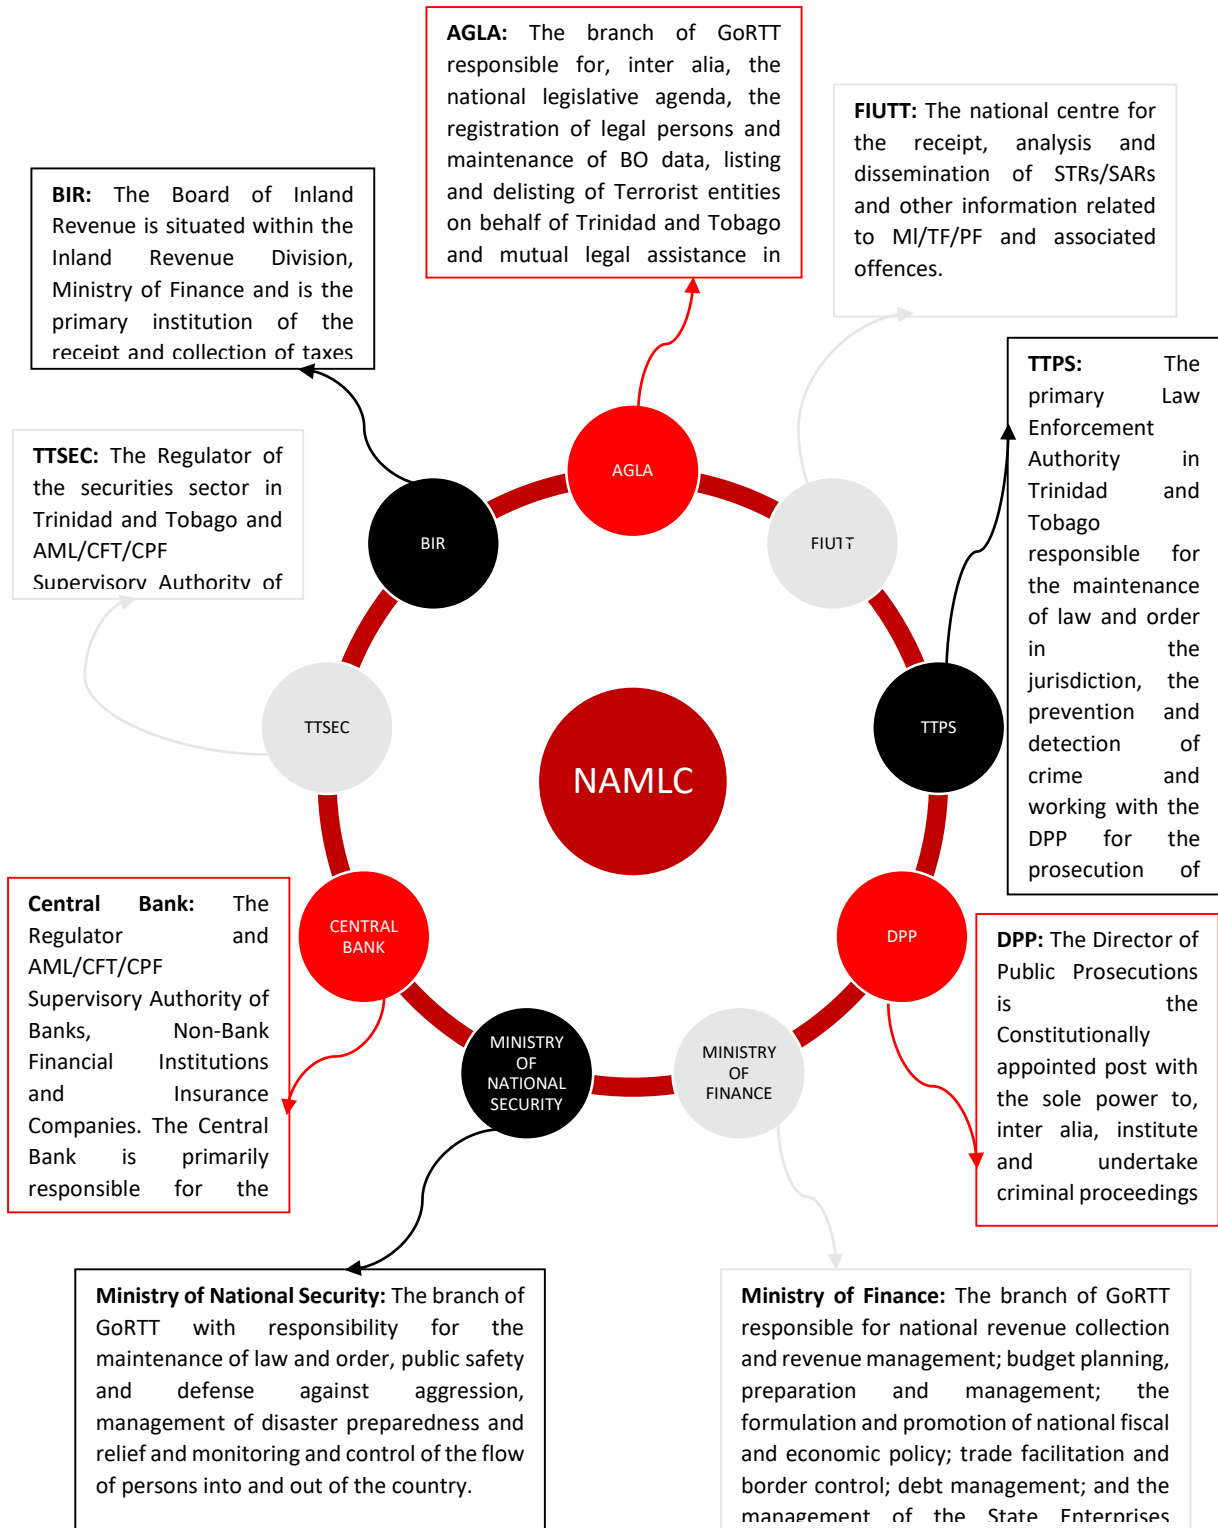 AGLA: The branch of GoRTT
responsible for, inter alia, the
national legislative agenda, the
registration of legal persons and
maintenance of BO data, listing
and delisting of Terrorist entities
on behalf of Trinidad and Tobago
and mutual legal assistance in
FIUTT: The national centre for
the receipt, analysis and
dissemination of STRs/SARs
and other information related
to Ml/TF/PF and associated
offences.
BIR: The Board of Inland
Revenue is situated within the
Inland Revenue Division,
Ministry of Finance and is the
primary institution of the
receipt and collection of taxes
TTPS: The
primary Law
Enforcement
Authority in
Trinidad and
Tobago
responsible for
the maintenance
of law and order
in the
jurisdiction, the
prevention and
detection of
crime and
working with the
DPP for the
prosecution of
TTSEC: The Regulator of
the securities sector in
Trinidad and Tobago and
AML/CFT/CPF
Supervisory Authority of
AGLA
BIR
FIUTT
TTSEC
TTPS
NAMLC
CENTRAL
BANK
DPP
MINISTRY
OF
NATIONAL
SECURITY
MINISTRY
OF
FINANCE
Central Bank: The
Regulator and
AML/CFT/CPF
Supervisory Authority of
Banks, Non-Bank
Financial Institutions
and Insurance
Companies. The Central
Bank is primarily
responsible for the
DPP: The Director of
Public Prosecutions
is the
Constitutionally
appointed post with
the sole power to,
inter alia, institute
and undertake
criminal proceedings
Ministry of National Security: The branch of
GoRTT with responsibility for the
maintenance of law and order, public safety
and defense against aggression,
management of disaster preparedness and
relief and monitoring and control of the flow
of persons into and out of the country.
Ministry of Finance: The branch of GoRTT
responsible for national revenue collection
and revenue management; budget planning,
preparation and management; the
formulation and promotion of national fiscal
and economic policy; trade facilitation and
border control; debt management; and the
management of the State Enterprises